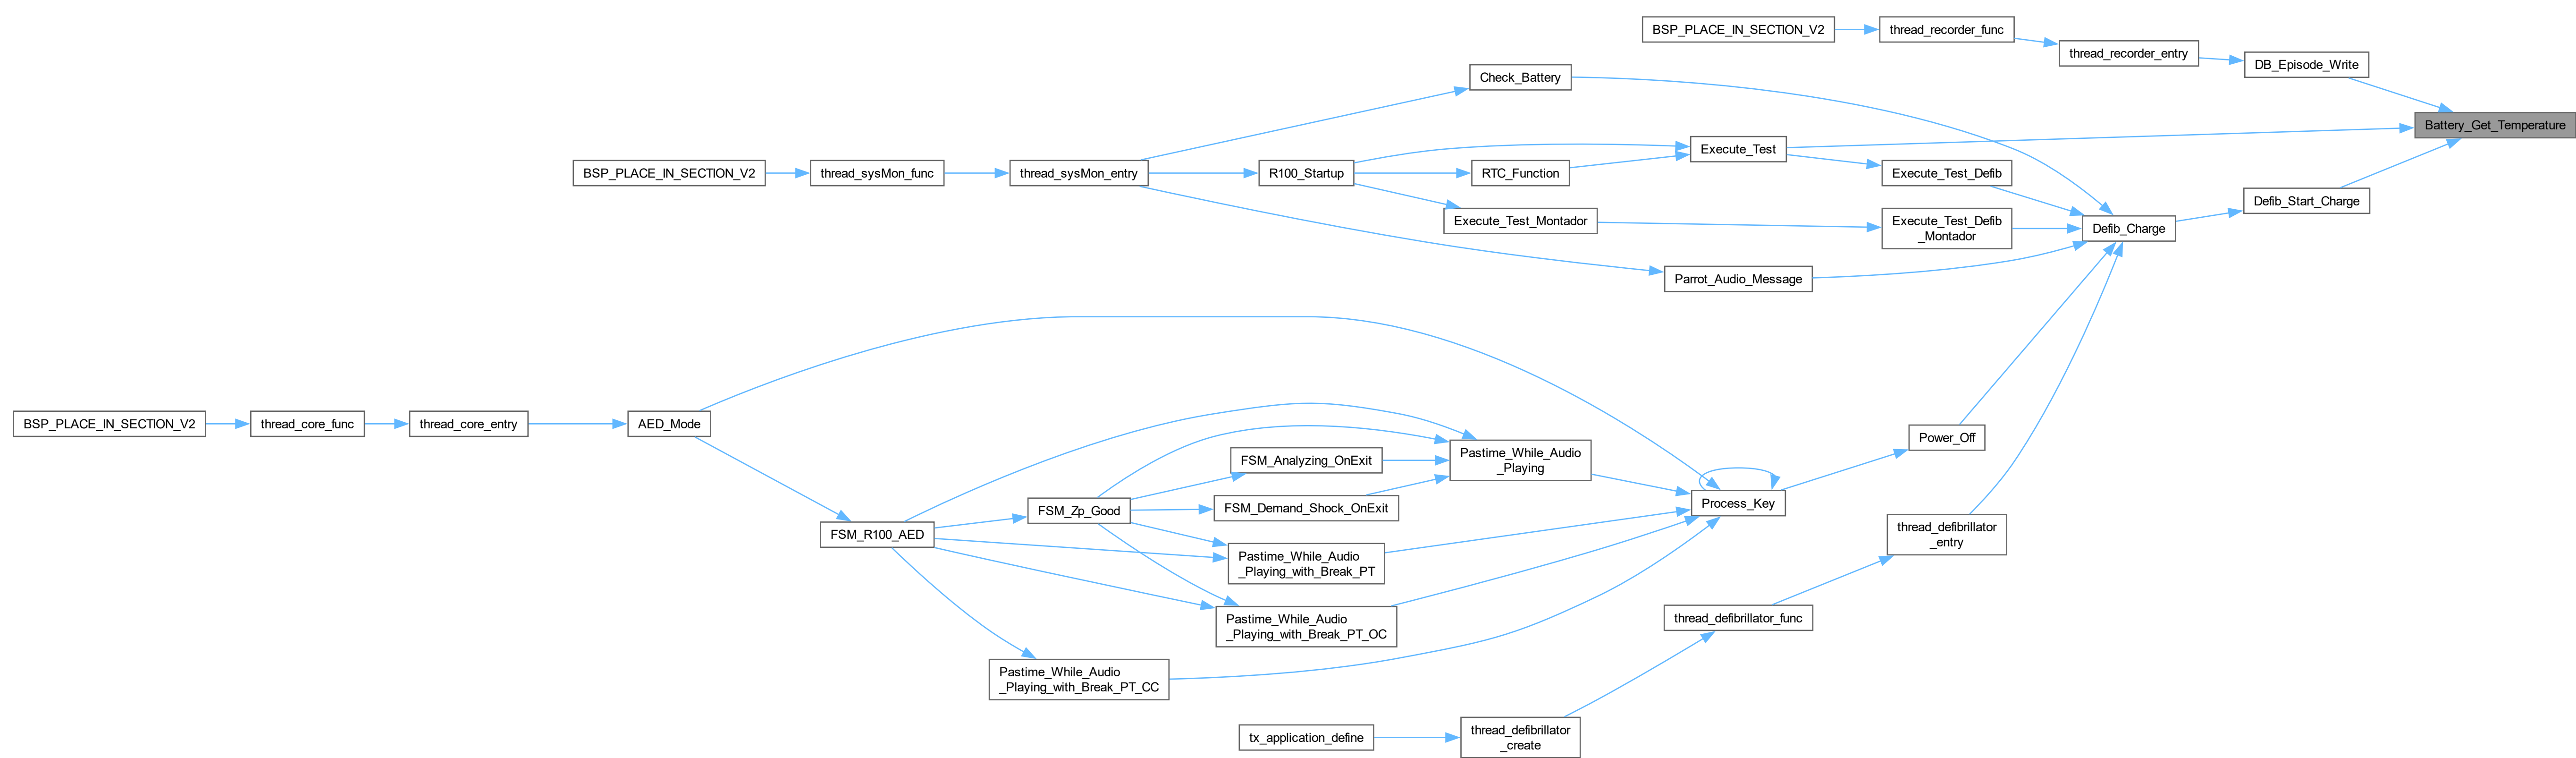 BSP_PLACE_IN_SECTION_V2
thread_recorder_func
thread_recorder_entry
DB_Episode_Write
Check_Battery
Battery_Get_Temperature
Execute_Test
BSP_PLACE_IN_SECTION_V2
thread_sysMon_func
thread_sysMon_entry
R100_Startup
RTC_Function
Execute_Test_Defib
Defib_Start_Charge
Execute_Test_Montador
Execute_Test_Defib
_Montador
Defib_Charge
Parrot_Audio_Message
BSP_PLACE_IN_SECTION_V2
thread_core_func
thread_core_entry
AED_Mode
Power_Off
FSM_Analyzing_OnExit
Pastime_While_Audio
_Playing
FSM_Zp_Good
FSM_Demand_Shock_OnExit
Process_Key
FSM_R100_AED
thread_defibrillator
_entry
Pastime_While_Audio
_Playing_with_Break_PT
Pastime_While_Audio
_Playing_with_Break_PT_OC
thread_defibrillator_func
Pastime_While_Audio
_Playing_with_Break_PT_CC
tx_application_define
thread_defibrillator
_create